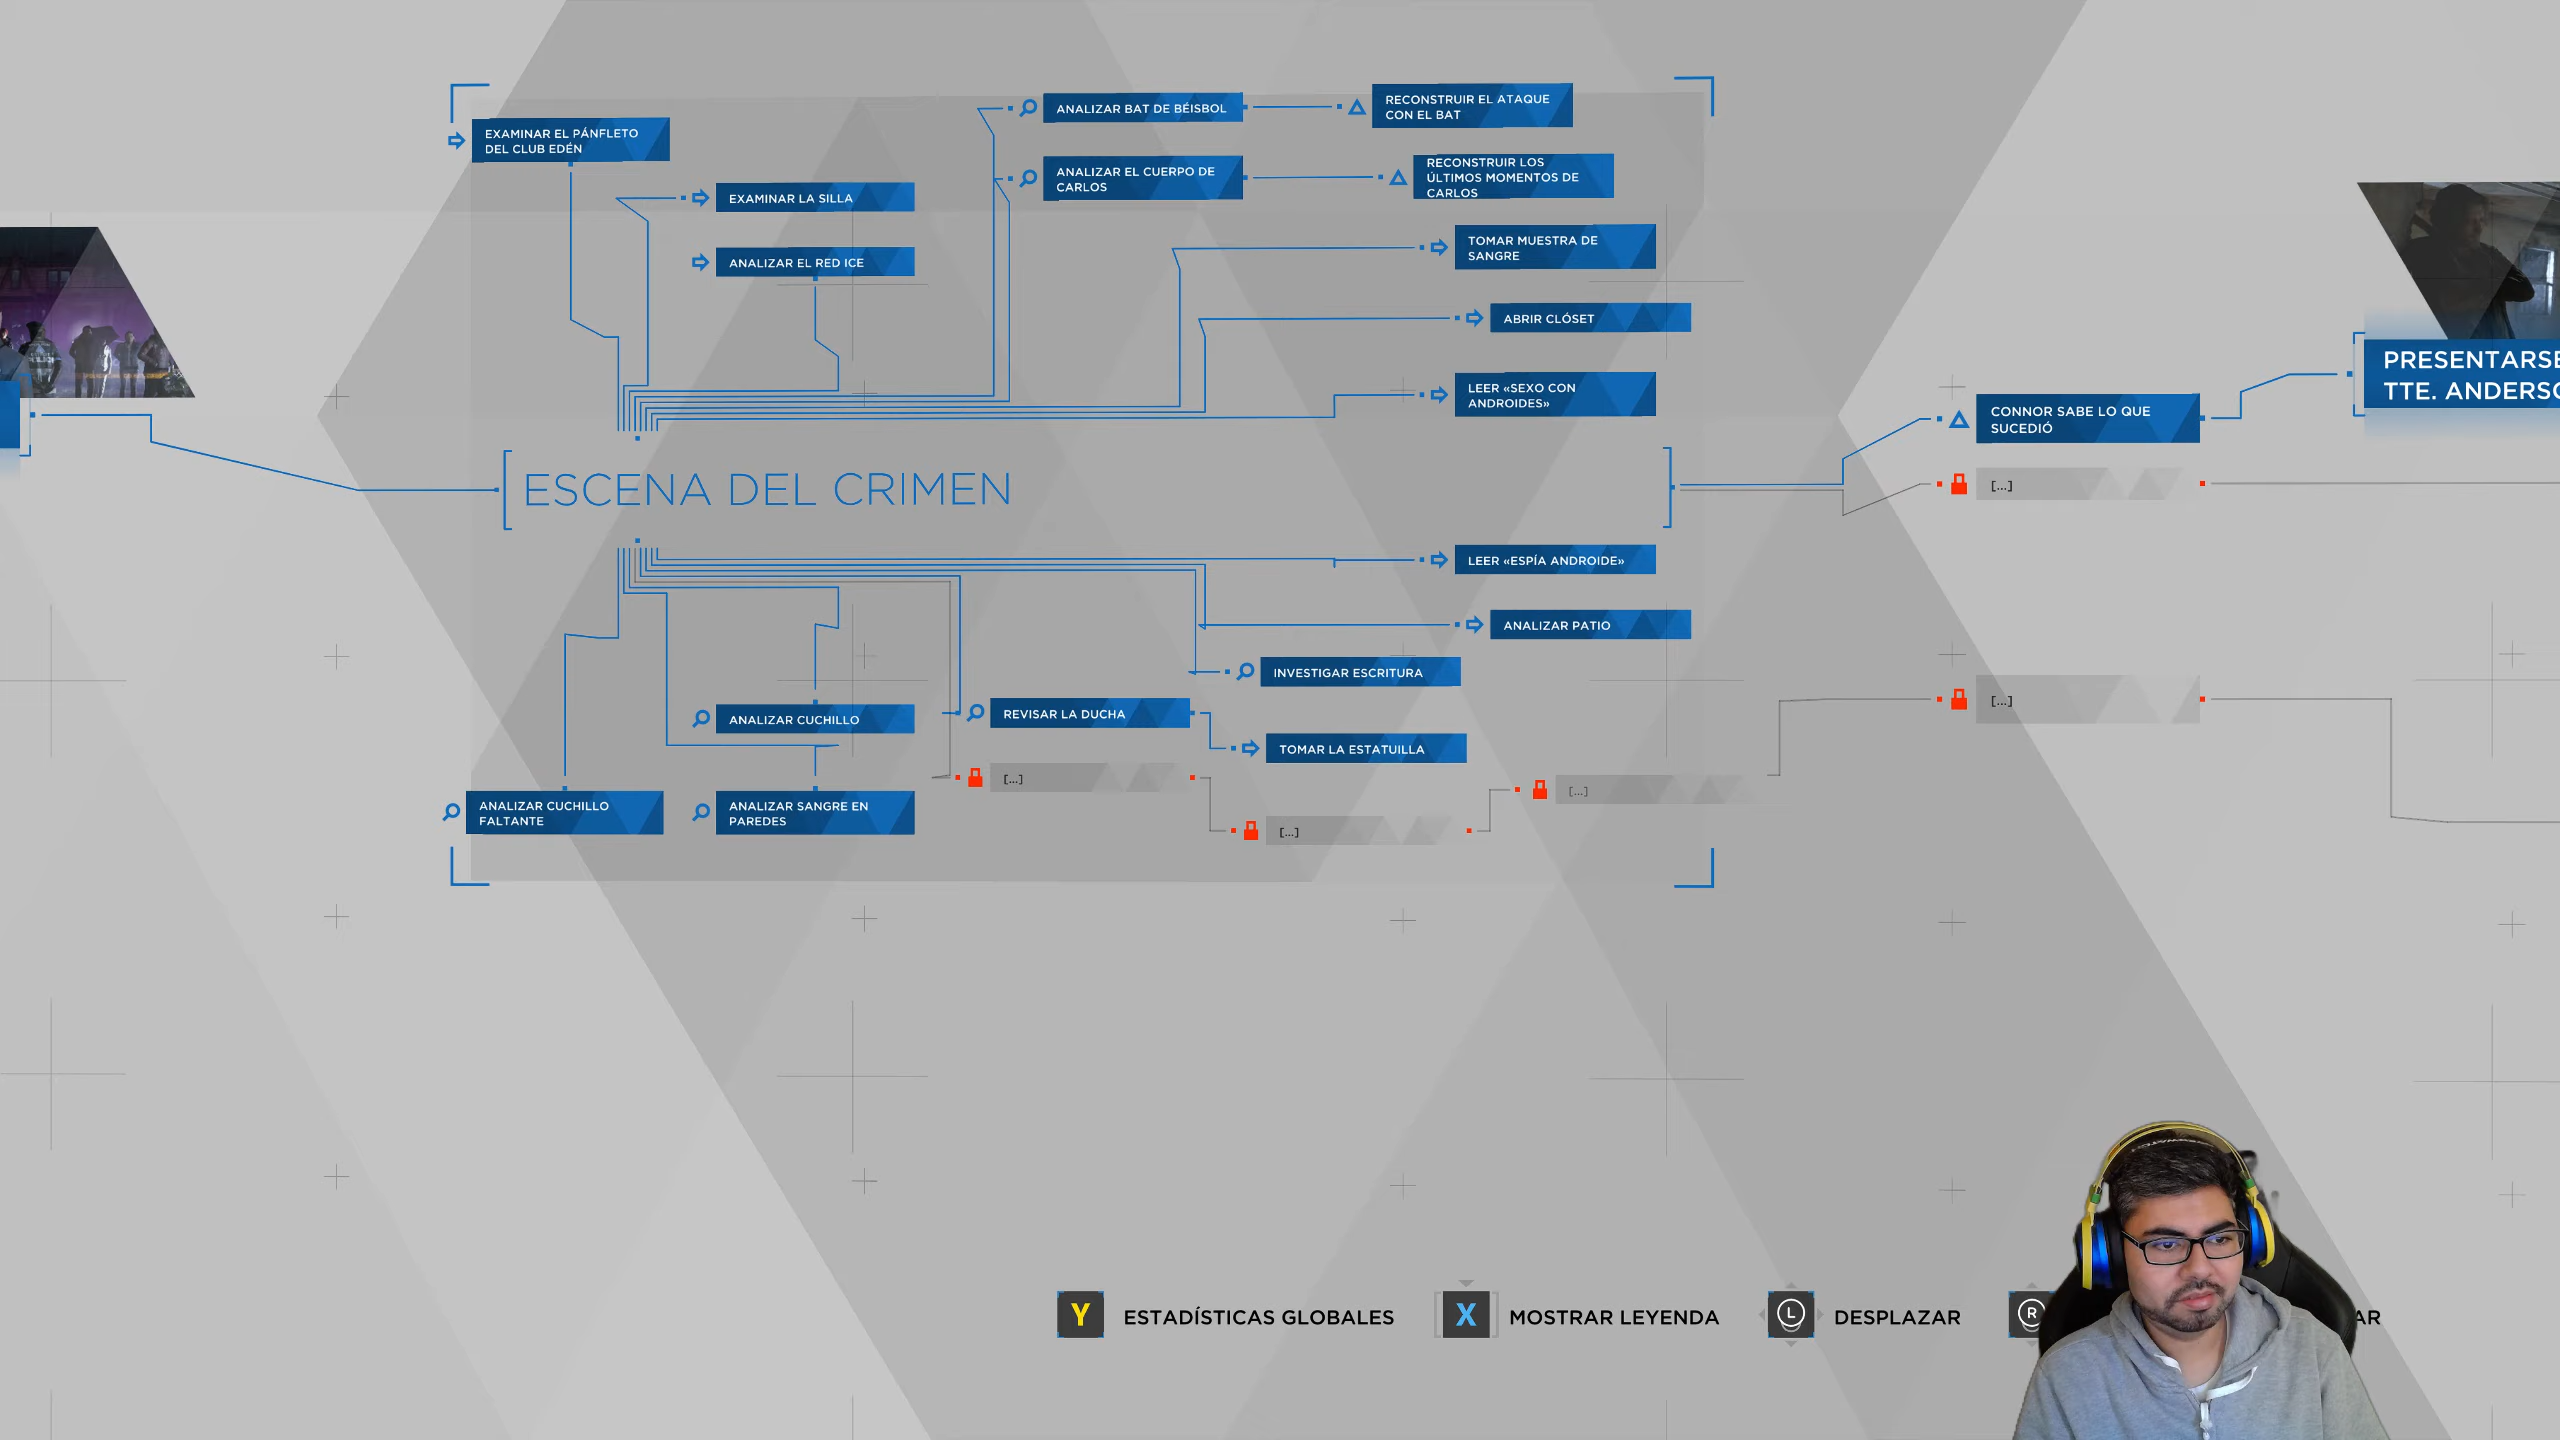 EXAMINAR EL PÁNFLETO
DEL CLUB EDÉN
EXAMINAR LA SILLA
ANALIZAR EL RED ICE
ANALIZAR BAT DE BÉISBOL
RECONSTRUIR EL ATAQUE
CON EL BAT
ANALIZAR EL CUERPO DE
CARLOS
RECONSTRUIR LOS
ÚLTIMOS MOMENTOS DE
CARLOS
TOMAR MUESTRA DE
SANGRE
ABRIR CLÓSET
LEER «SEXO CON
ANDROIDES»
ESCENA DEL CRIMEN
CONNOR SABE LO QUE
SUCEDIÓ
[...]
PRESENTARSE
TTE. ANDERSO
LEER «ESPÍA ANDROIDE»
ANALIZAR PATIO
INVESTIGAR ESCRITURA
ANALIZAR CUCHILLO
REVISAR LA DUCHA
TOMAR LA ESTATUILLA
[...]
[...]
[...]
[...]
ANALIZAR CUCHILLO
FALTANTE
ANALIZAR SANGRE EN
PAREDES
Y ESTADÍSTICAS GLOBALES X MOSTRAR LEYENDA L DESPLAZAR R AR